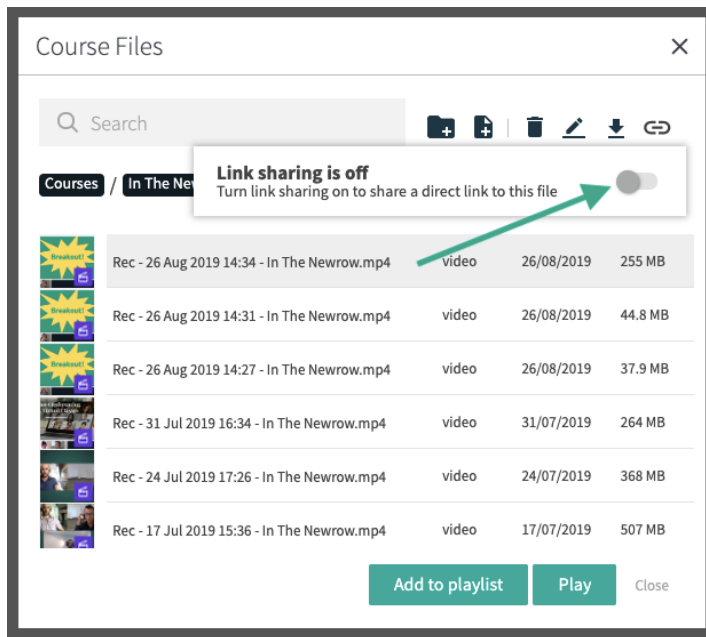 Course Files
Search
Courses / In The New
Link sharing is off
Turn link sharing on to share a direct link to this file
Breakout! Rec - 26 Aug 2019 14:34 - In The Newrow.mp4 video 26/08/2019 255 MB
Breakout! Rec - 26 Aug 2019 14:31 - In The Newrow.mp4 video 26/08/2019 44.8 MB
Breakout! Rec - 26 Aug 2019 14:27 - In The Newrow.mp4 video 26/08/2019 37.9 MB
Rec - 31 Jul 2019 16:34 - In The Newrow.mp4 video 31/07/2019 264 MB
Rec - 24 Jul 2019 17:26 - In The Newrow.mp4 video 24/07/2019 368 MB
Rec - 17 Jul 2019 15:36 - In The Newrow.mp4 video 17/07/2019 507 MB
Add to playlist Play Close